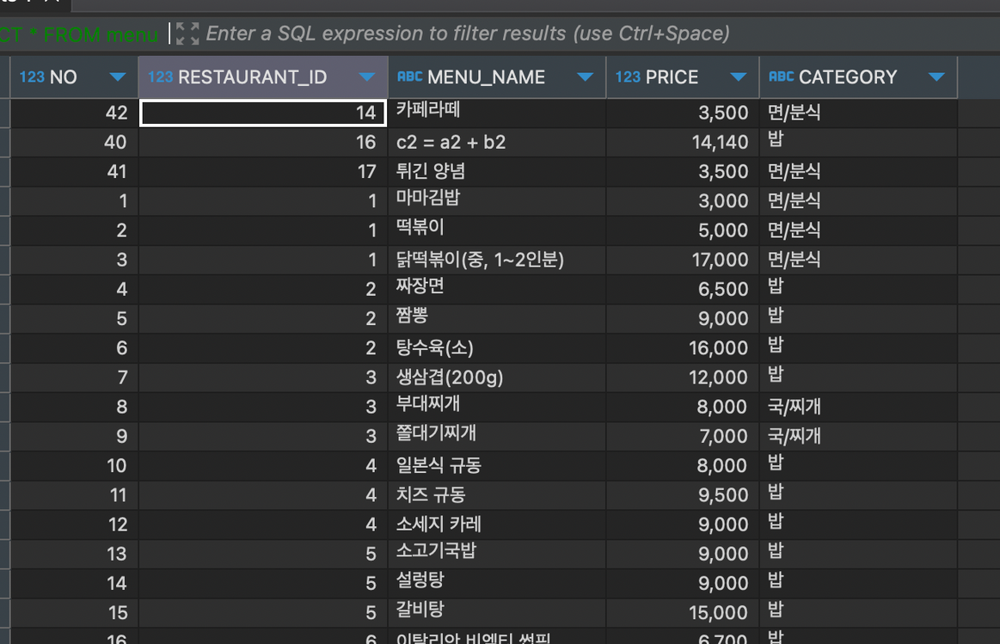 CT * FROM menu Enter a SQL expression to filter results (use Ctrl+Space)
123 NO 123 RESTAURANT_ID ABC MENU_NAME 123 PRICE ABC CATEGORY
42 14 카페라떼 3,500 면/분식
40 16 c2 = a2 + b2 14,140 밥
41 17 튀긴 양념 3,500 면/분식
1 1 마마김밥 3,000 면/분식
2 1 떡볶이 5,000 면/분식
3 1 닭떡볶이(중, 1~2인분) 17,000 면/분식
4 2 짜장면 6,500 밥
5 2 짬뽕 9,000 밥
6 2 탕수육(소) 16,000 밥
7 3 생삼겹(200g) 12,000 밥
8 3 부대찌개 8,000 국/찌개
9 3 쫄대기찌개 7,000 국/찌개
10 4 일본식 규동 8,000 밥
11 4 치즈 규동 9,500 밥
12 4 소세지 카레 9,000 밥
13 5 소고기국밥 9,000 밥
14 5 설렁탕 9,000 밥
15 5 갈비탕 15,000 밥
16 6 이탈리안 비엠티 썹픽 6,700 밥